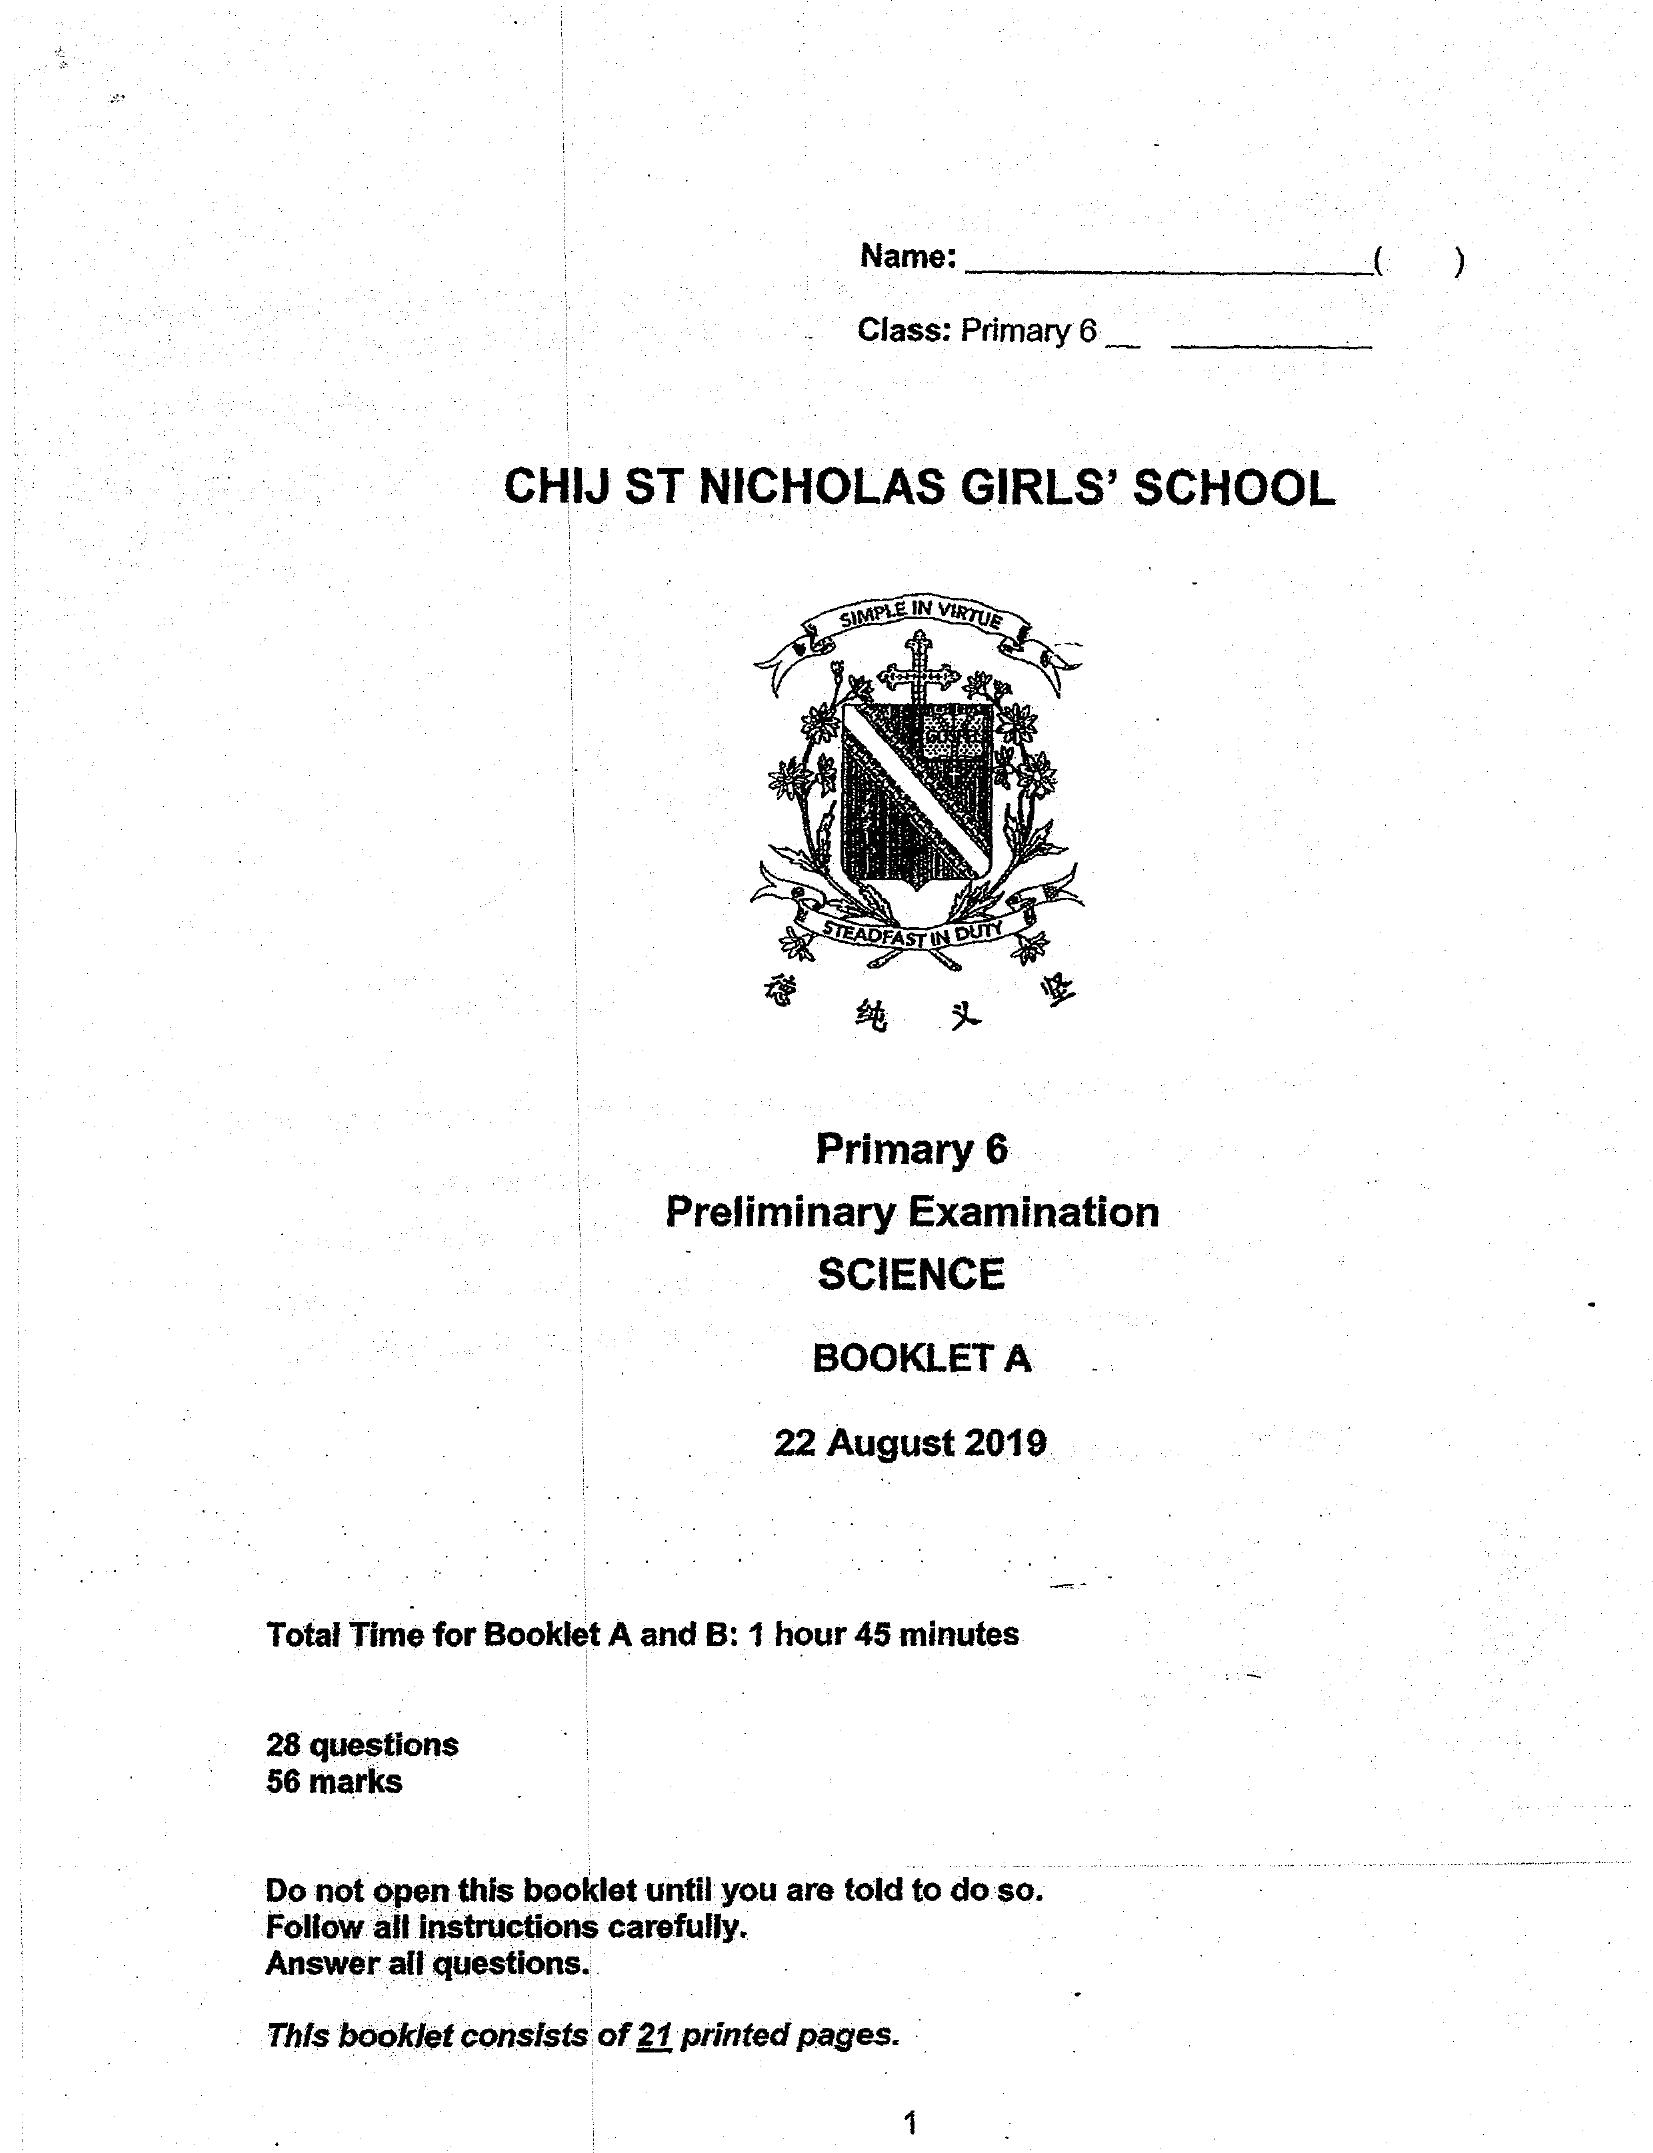 Name: ____________________( )
Class: Primary 6 __ __________
CHIJ ST NICHOLAS GIRLS' SCHOOL
SIMPLE IN VIRTUE
STEADFAST IN DUTY
德 纯 义 坚
Primary 6
Preliminary Examination
SCIENCE
BOOKLET A
22 August 2019
Total Time for Booklet A and B: 1 hour 45 minutes
28 questions
56 marks
Do not open this booklet until you are told to do so.
Follow all instructions carefully.
Answer all questions.
This booklet consists of 21 printed pages.
1